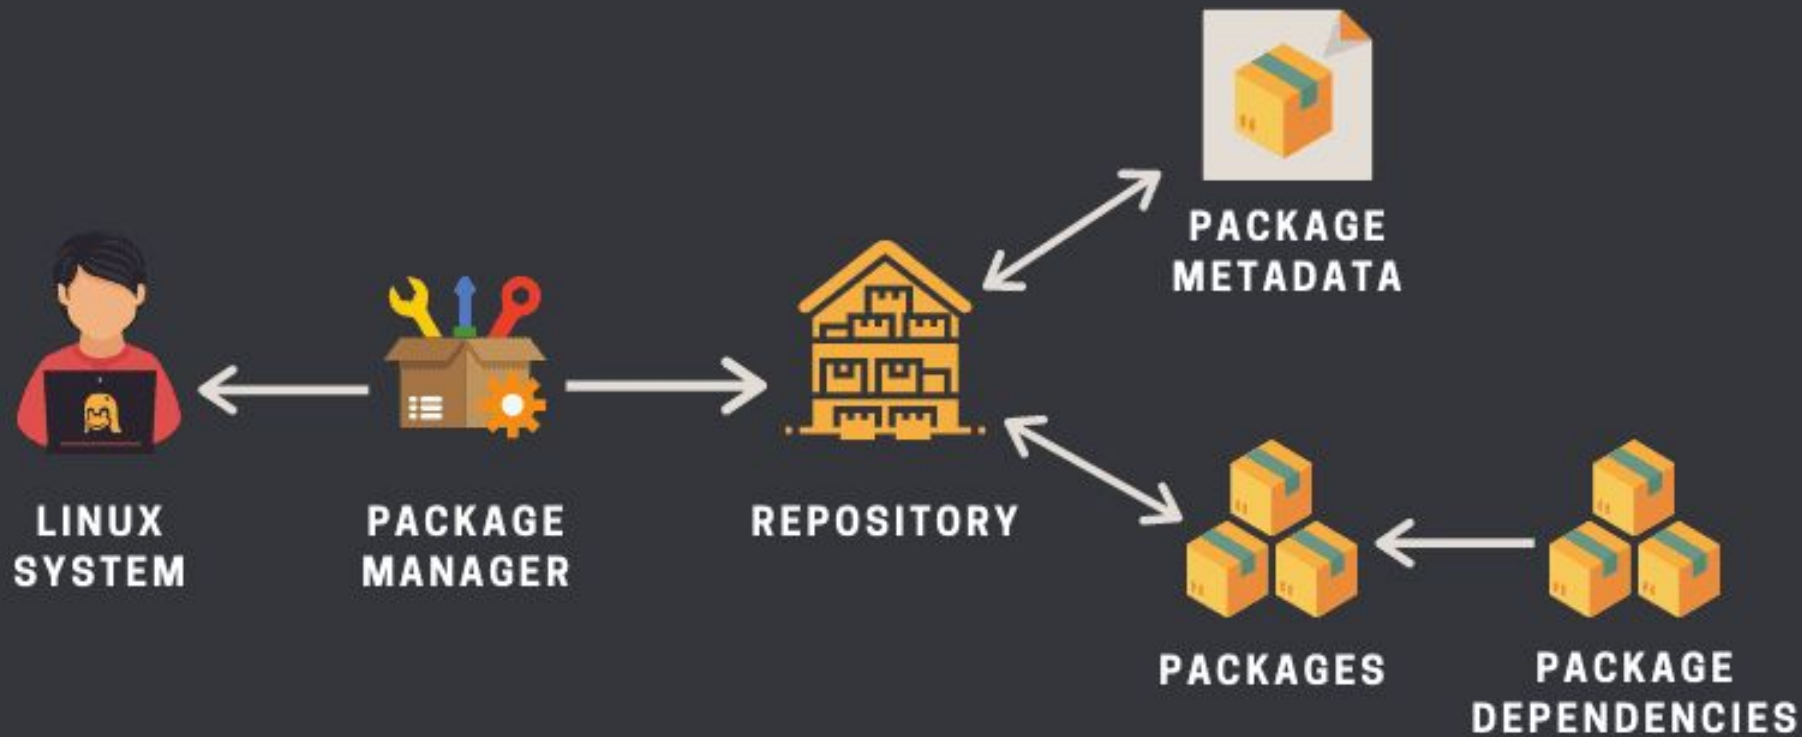 PACKAGE
METADATA
LINUX
SYSTEM
PACKAGE
MANAGER
REPOSITORY
PACKAGES
PACKAGE
DEPENDENCIES